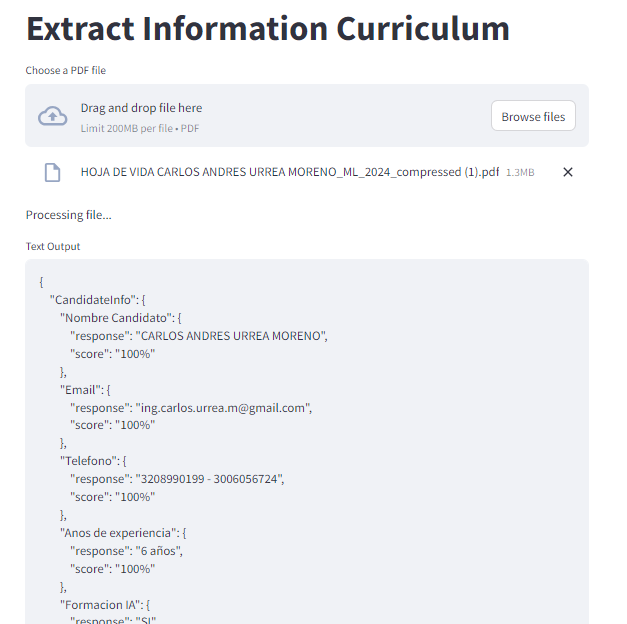 Extract Information Curriculum
Choose a PDF file
Drag and drop file here
Limit 200MB per file • PDF
Browse files
HOJA DE VIDA CARLOS ANDRES URREA MORENO_ML_2024_compressed (1).pdf 1.3MB
Processing file...
Text Output
{
"CandidateInfo": {
"Nombre Candidato": {
"response": "CARLOS ANDRES URREA MORENO",
"score": "100%"
},
"Email": {
"response": "ing.carlos.urrea.m@gmail.com",
"score": "100%"
},
"Telefono": {
"response": "3208990199 - 3006056724",
"score": "100%"
},
"Anos de experiencia": {
"response": "6 años",
"score": "100%"
},
"Formacion IA": {
"response": "SI"